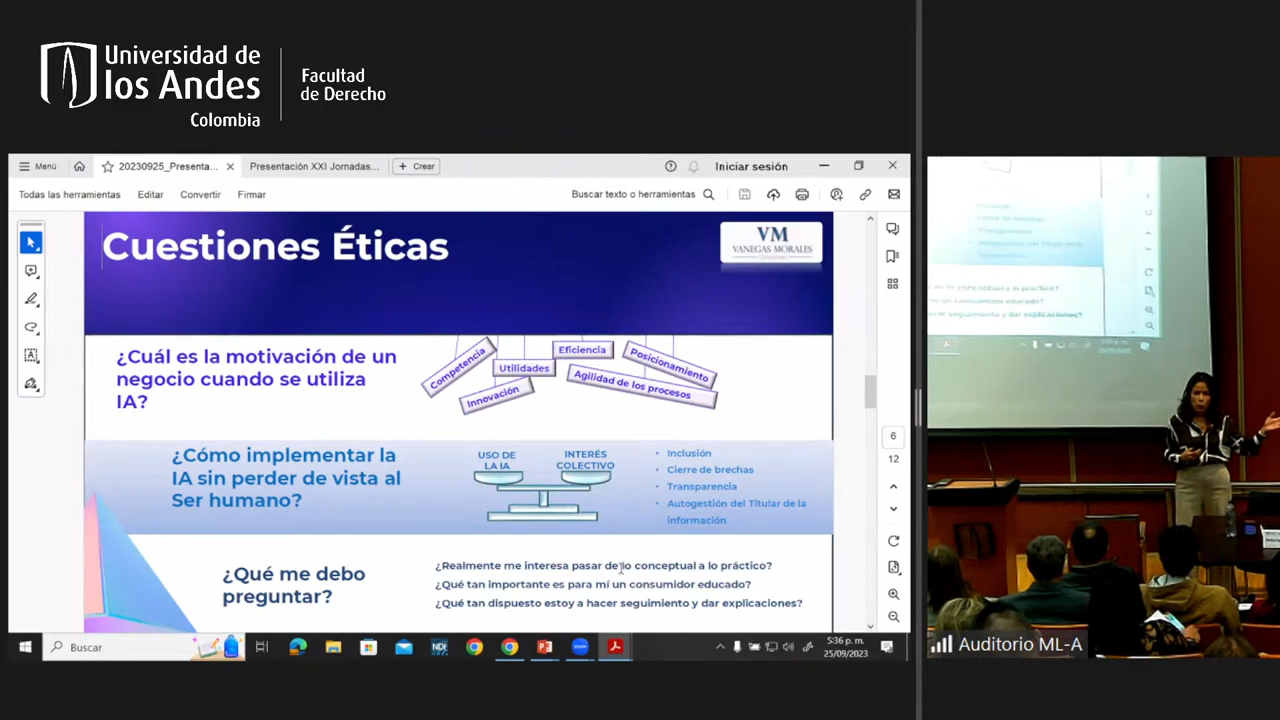 Universidad de
los Andes
Colombia
Facultad
de Derecho
Menú
20230925_Presenta...
Presentación XXI Jornadas...
+ Crear
Iniciar sesión
Todas las herramientas
Editar
Convertir
Firmar
Buscar texto o herramientas
Cuestiones Éticas
VM
VANEGAS MORALES
¿Cuál es la motivación de un
negocio cuando se utiliza
IA?
Competencia
Utilidades
Innovación
Eficiencia
Posicionamiento
Agilidad de los procesos
¿Cómo implementar la
IA sin perder de vista al
Ser humano?
USO DE
LA IA
INTERÉS
COLECTIVO
• Inclusión
• Cierre de brechas
• Transparencia
• Autogestión del Titular de la
información
¿Qué me debo
preguntar?
¿Realmente me interesa pasar de lo conceptual a lo práctico?
¿Qué tan importante es para mí un consumidor educado?
¿Qué tan dispuesto estoy a hacer seguimiento y dar explicaciones?
6
12
Buscar
5:36 p. m.
25/09/2023
Auditorio ML-A